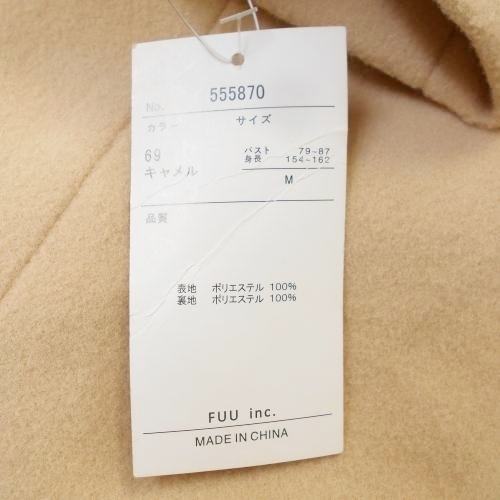 No. 555870
カラー サイズ
69 バスト 79~87
キャメル 身長 154~162
M
品質
表地 ポリエステル 100%
裏地 ポリエステル 100%
FUU inc.
MADE IN CHINA